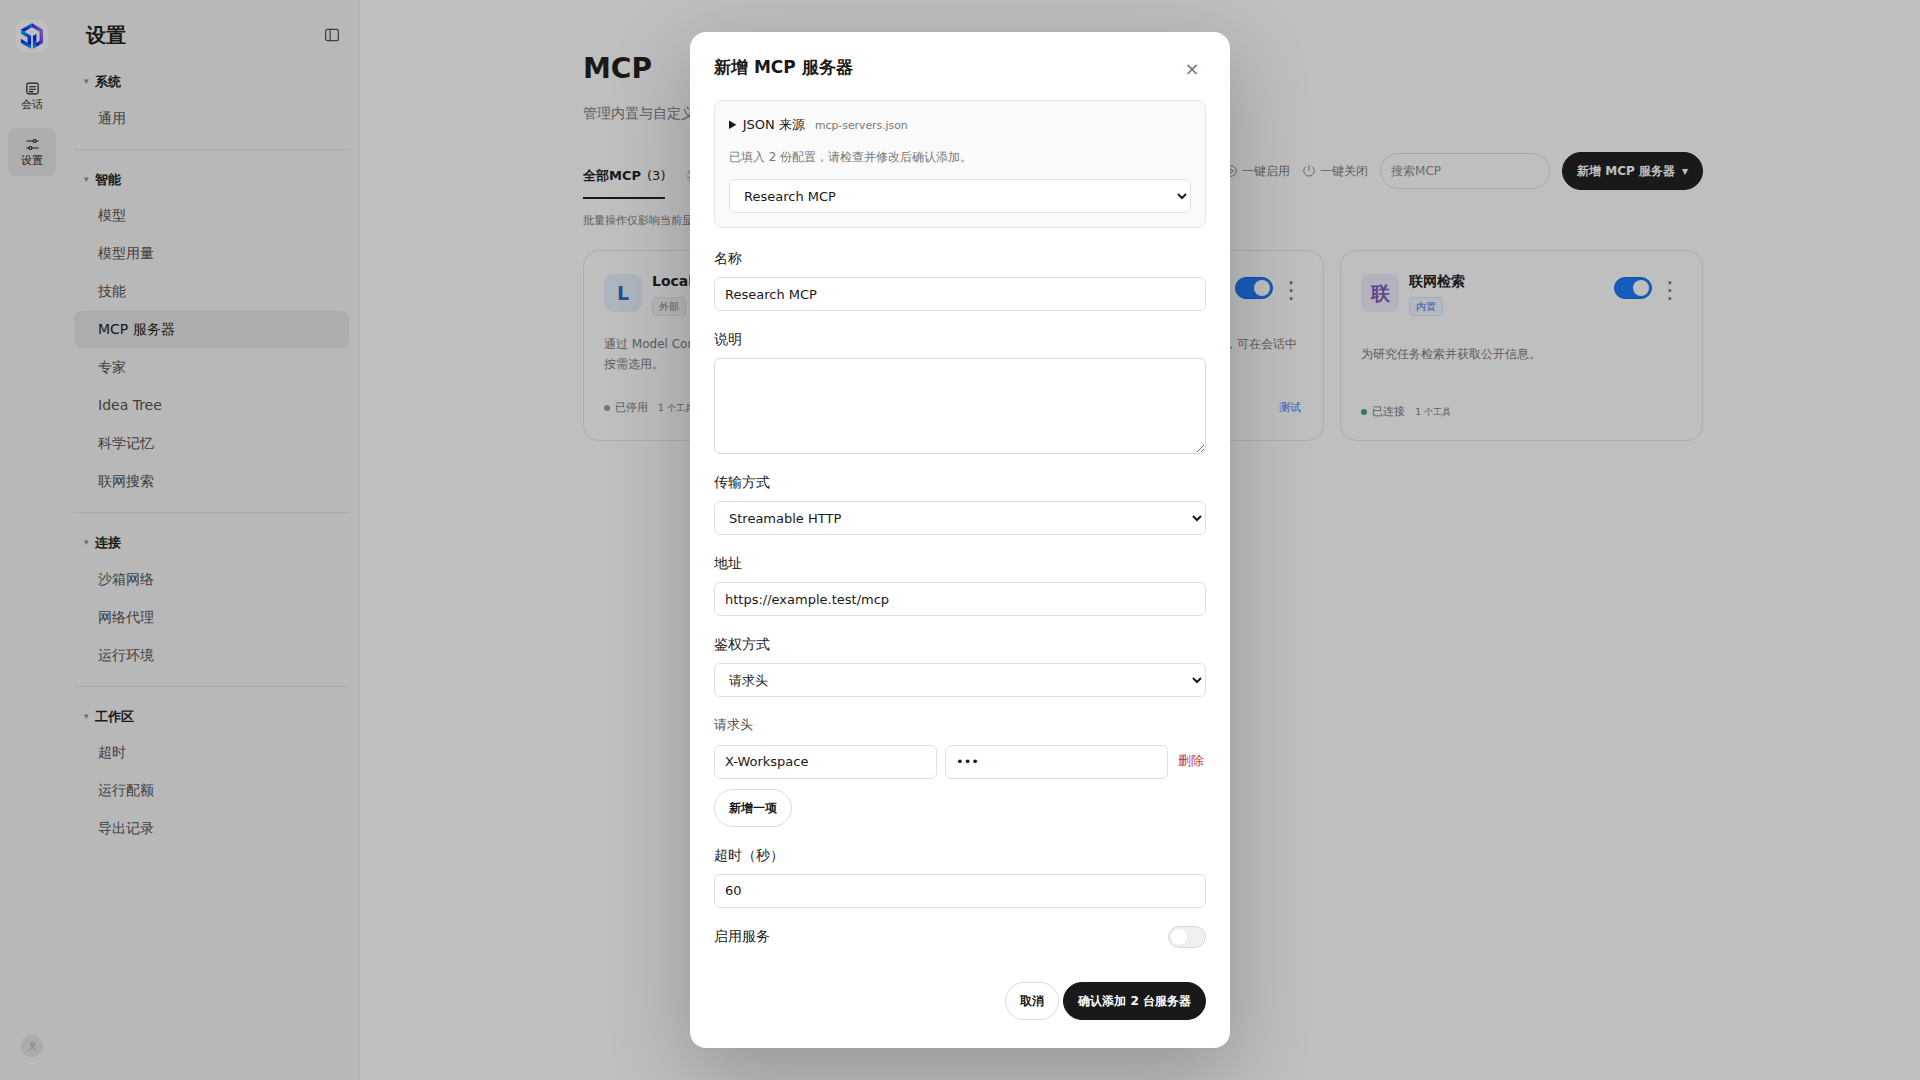 设置
会话
设置
系统
通用
智能
模型
模型用量
技能
MCP 服务器
专家
Idea Tree
科学记忆
联网搜索
连接
沙箱网络
网络代理
运行环境
工作区
超时
运行配额
导出记录
MCP
管理内置与自定义
全部MCP (3)
一键启用
一键关闭
搜索MCP
新增 MCP 服务器 ▾
批量操作仅影响当前显
L
Local
外部
通过 Model Con
按需选用。
已停用 1 个工具
，可在会话中
测试
联
联网检索
内置
为研究任务检索并获取公开信息。
已连接 1 个工具
新增 MCP 服务器
JSON 来源 mcp-servers.json
已填入 2 份配置，请检查并修改后确认添加。
Research MCP
名称
Research MCP
说明
传输方式
Streamable HTTP
地址
https://example.test/mcp
鉴权方式
请求头
请求头
X-Workspace
•••
删除
新增一项
超时（秒）
60
启用服务
取消
确认添加 2 台服务器